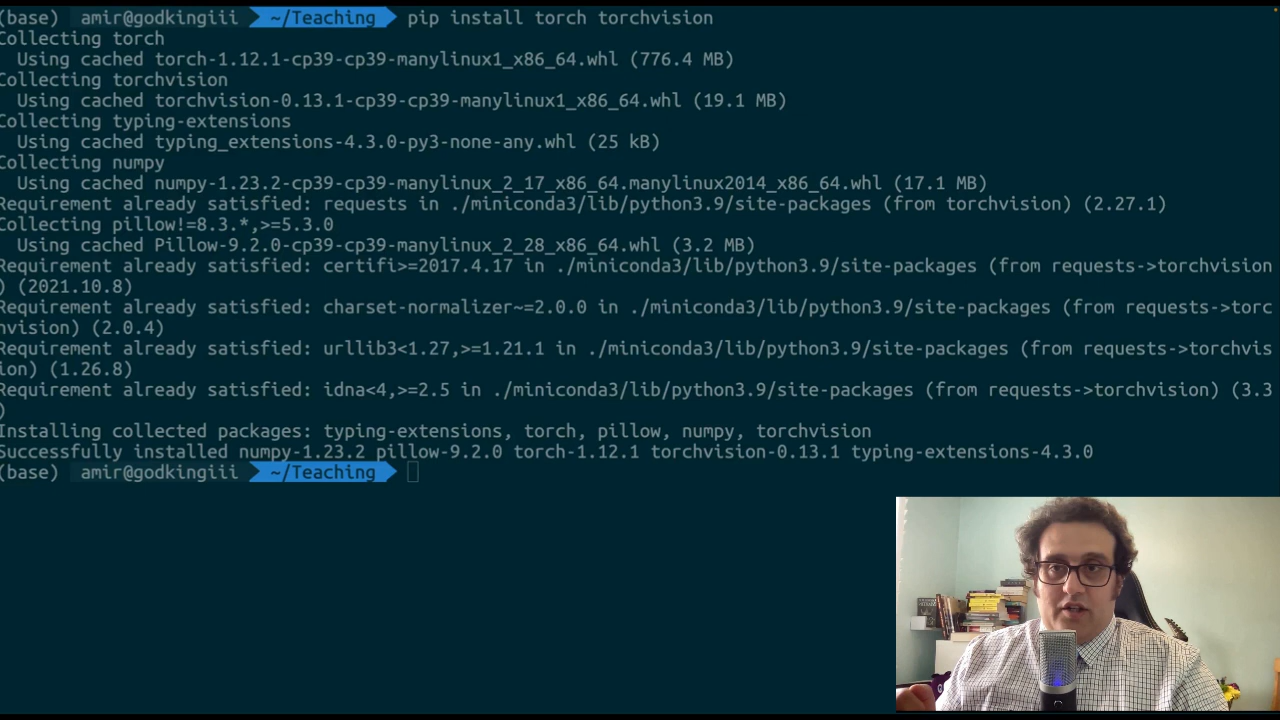 (base) amir@godkingiii ~/Teaching pip install torch torchvision
Collecting torch
Using cached torch-1.12.1-cp39-cp39-manylinux1_x86_64.whl (776.4 MB)
Collecting torchvision
Using cached torchvision-0.13.1-cp39-cp39-manylinux1_x86_64.whl (19.1 MB)
Collecting typing-extensions
Using cached typing_extensions-4.3.0-py3-none-any.whl (25 kB)
Collecting numpy
Using cached numpy-1.23.2-cp39-cp39-manylinux_2_17_x86_64.manylinux2014_x86_64.whl (17.1 MB)
Requirement already satisfied: requests in ./miniconda3/lib/python3.9/site-packages (from torchvision) (2.27.1)
Collecting pillow!=8.3.*,>=5.3.0
Using cached Pillow-9.2.0-cp39-cp39-manylinux_2_28_x86_64.whl (3.2 MB)
Requirement already satisfied: certifi>=2017.4.17 in ./miniconda3/lib/python3.9/site-packages (from requests->torchvision
) (2021.10.8)
Requirement already satisfied: charset-normalizer~=2.0.0 in ./miniconda3/lib/python3.9/site-packages (from requests->torc
nvision) (2.0.4)
Requirement already satisfied: urllib3<1.27,>=1.21.1 in ./miniconda3/lib/python3.9/site-packages (from requests->torchvis
ion) (1.26.8)
Requirement already satisfied: idna<4,>=2.5 in ./miniconda3/lib/python3.9/site-packages (from requests->torchvision) (3.3
)
Installing collected packages: typing-extensions, torch, pillow, numpy, torchvision
Successfully installed numpy-1.23.2 pillow-9.2.0 torch-1.12.1 torchvision-0.13.1 typing-extensions-4.3.0
(base) amir@godkingiii ~/Teaching